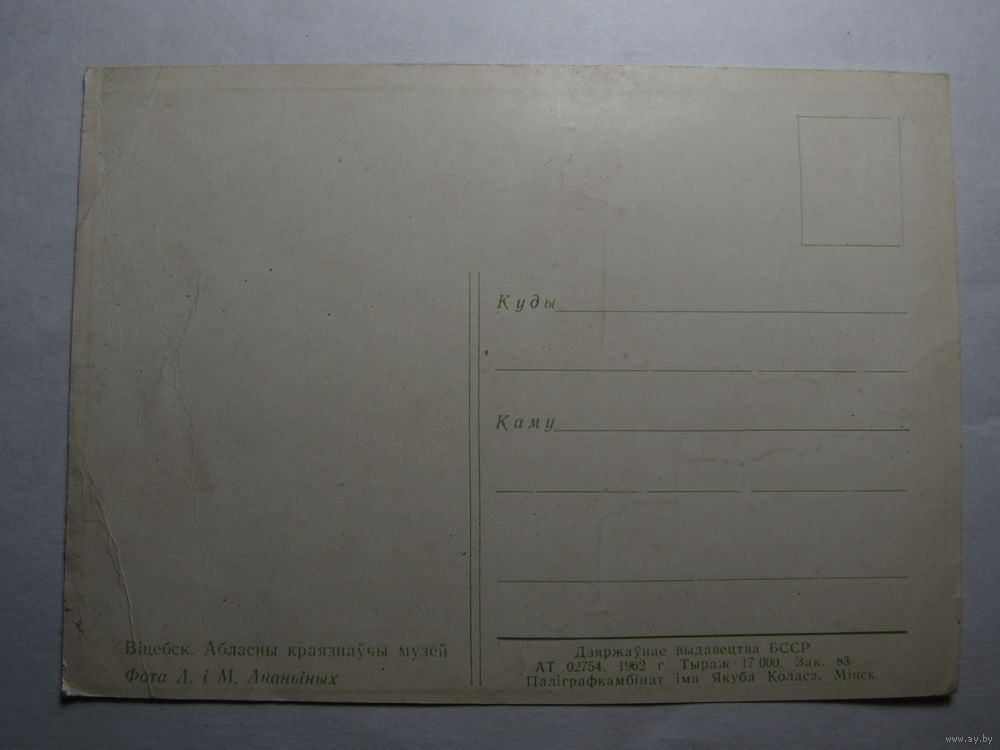 Куды
Каму
Віцебск. Абласны краязнаўчы музей
Фота А. і М. Ананьіных
Дзяржаўнае выдавецтва БССР
АТ 02754. 1962 г. Тыраж 17 000. Зак. 83
Паліграфкамбінат імя Якуба Коласа. Мінск.
www.ay.by